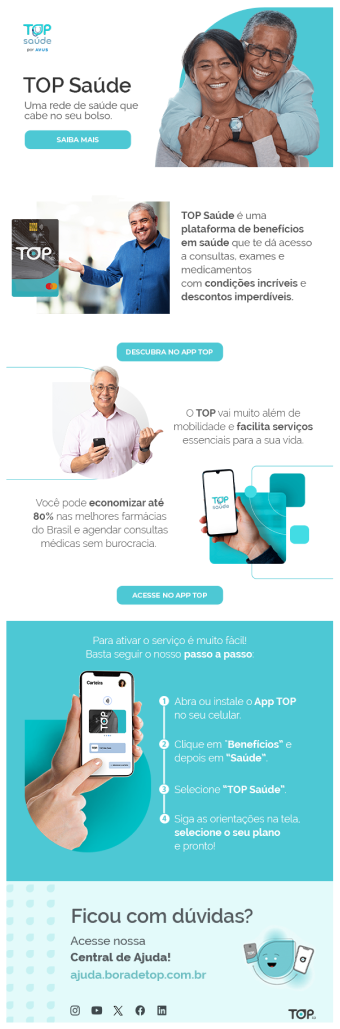 TOP
saúde
por AVUS
TOP Saúde
Uma rede de saúde que
cabe no seu bolso.
SAIBA MAIS
TOP
TOP Saúde é uma
plataforma de benefícios
em saúde que te dá acesso
a consultas, exames e
medicamentos
com condições incríveis e
descontos imperdíveis.
DESCUBRA NO APP TOP
O TOP vai muito além de
mobilidade e facilita serviços
essenciais para a sua vida.
TOP
saúde
Você pode economizar até
80% nas melhores farmácias
do Brasil e agendar consultas
médicas sem burocracia.
ACESSE NO APP TOP
Para ativar o serviço é muito fácil!
Basta seguir o nosso passo a passo:
Carteira
TOP
1 Abra ou instale o App TOP
no seu celular.
2 Clique em "Benefícios" e
depois em "Saúde".
3 Selecione "TOP Saúde".
4 Siga as orientações na tela,
selecione o seu plano
e pronto!
Ficou com dúvidas?
Acesse nossa
Central de Ajuda!
ajuda.boradetop.com.br
TOP